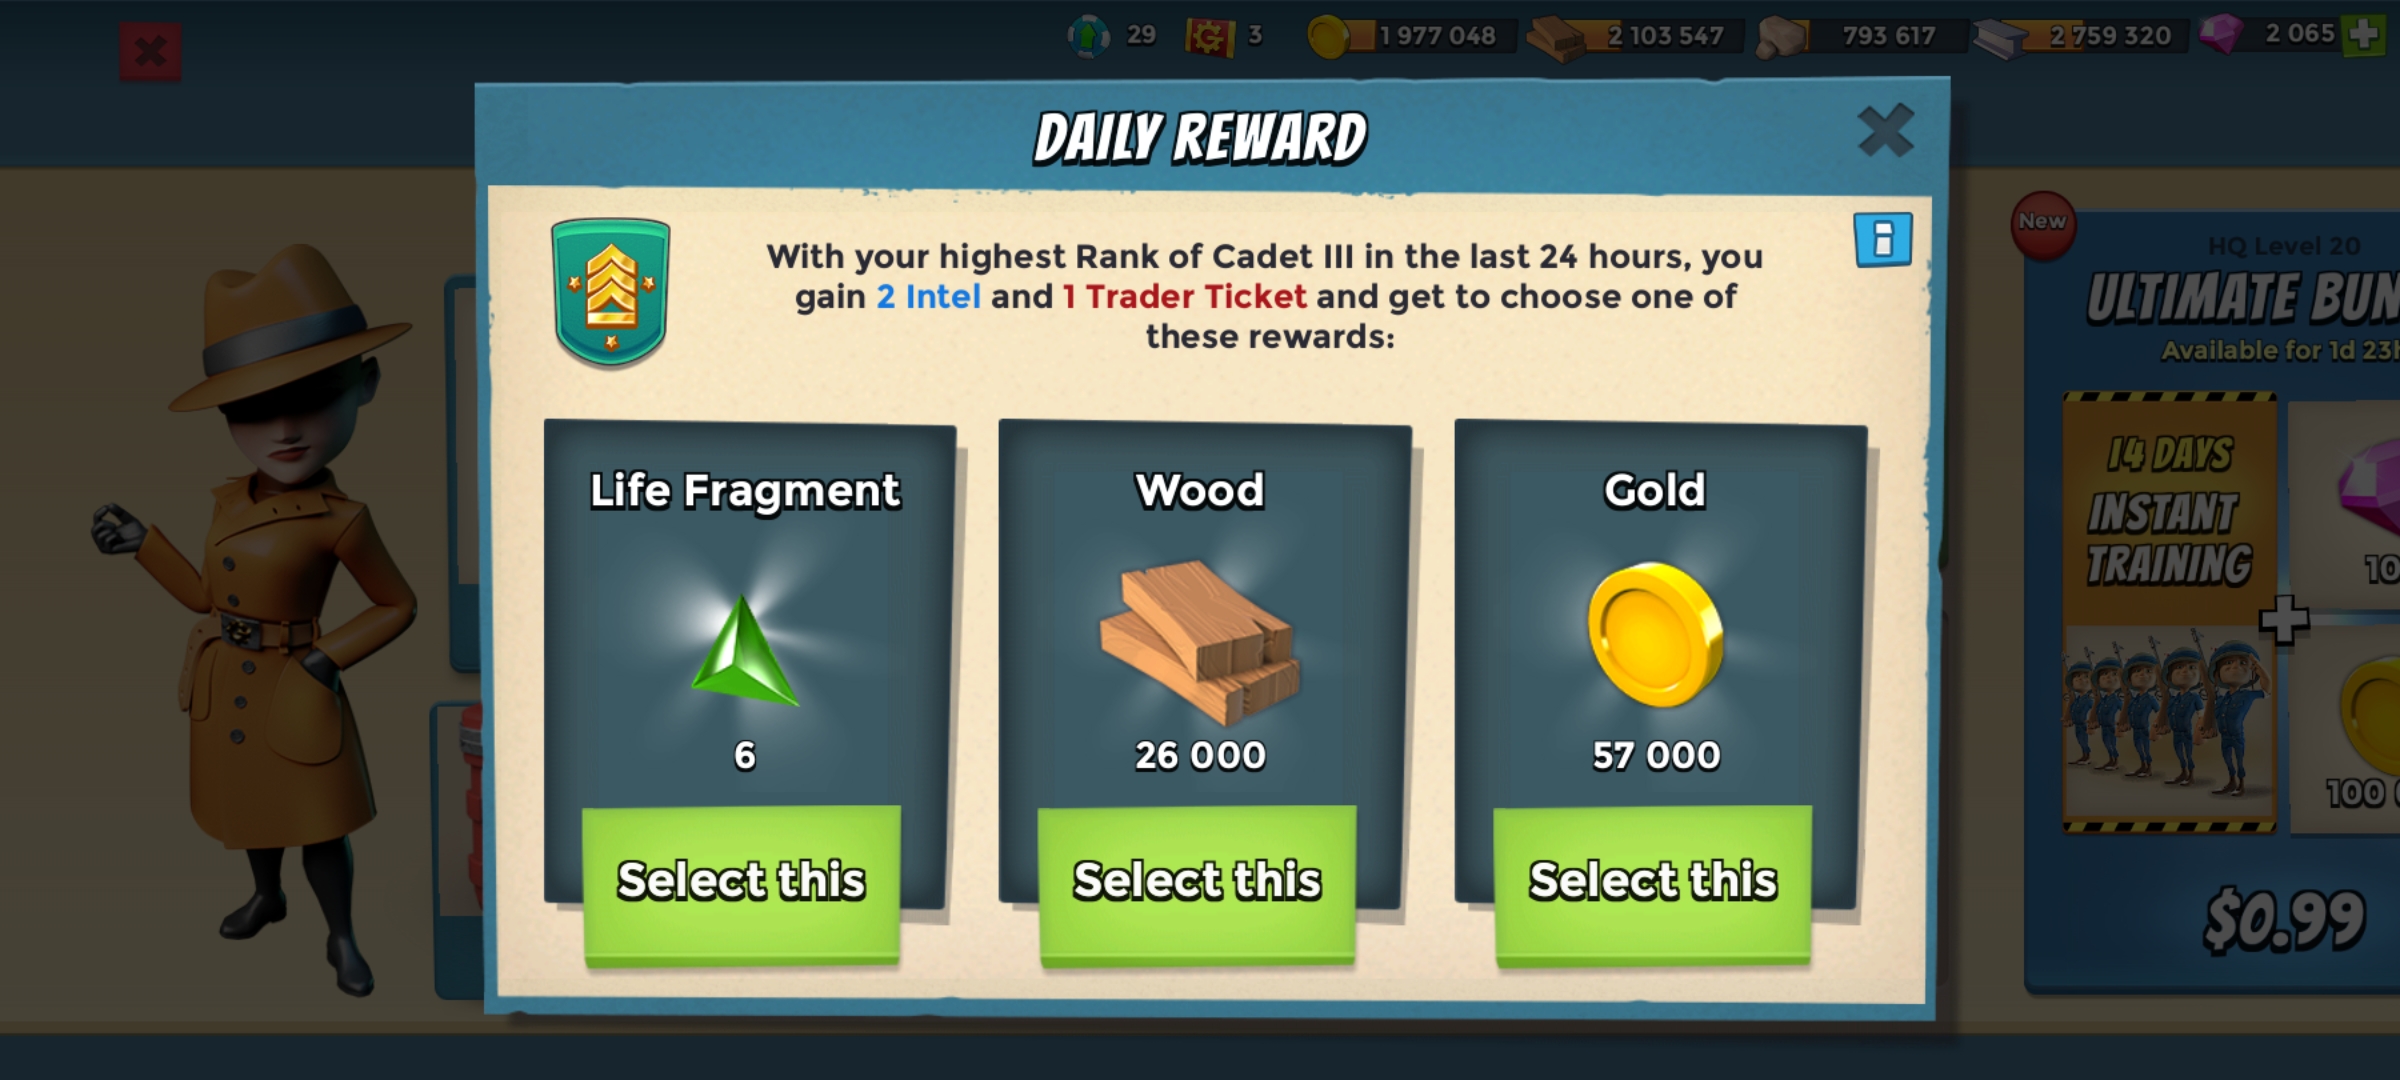 29
3
1 977 048
2 103 547
793 617
2 759 320
2 065
DAILY REWARD
With your highest Rank of Cadet III in the last 24 hours, you
gain 2 Intel and 1 Trader Ticket and get to choose one of
these rewards:
Life Fragment
6
Select this
Wood
26 000
Select this
Gold
57 000
Select this
New
HQ Level 20
ULTIMATE BUN
Available for 1d 23h
14 DAYS
INSTANT
TRAINING
10
100
$0.99